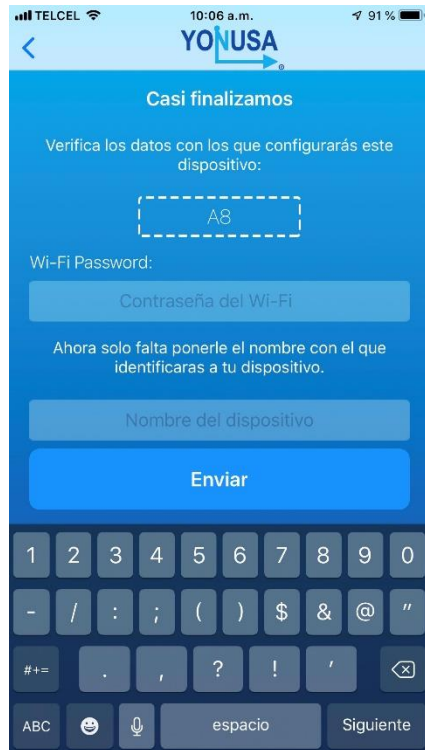 TELCEL 10:06 a.m. 91 %
YONUSA
Casi finalizamos
Verifica los datos con los que configurarás este
dispositivo:
A8
Wi-Fi Password:
Contraseña del Wi-Fi
Ahora solo falta ponerle el nombre con el que
identificaras a tu dispositivo.
Nombre del dispositivo
Enviar
1 2 3 4 5 6 7 8 9 0
- / : ; ( ) $ & @ "
#+= . , ? ! '
ABC espacio Siguiente